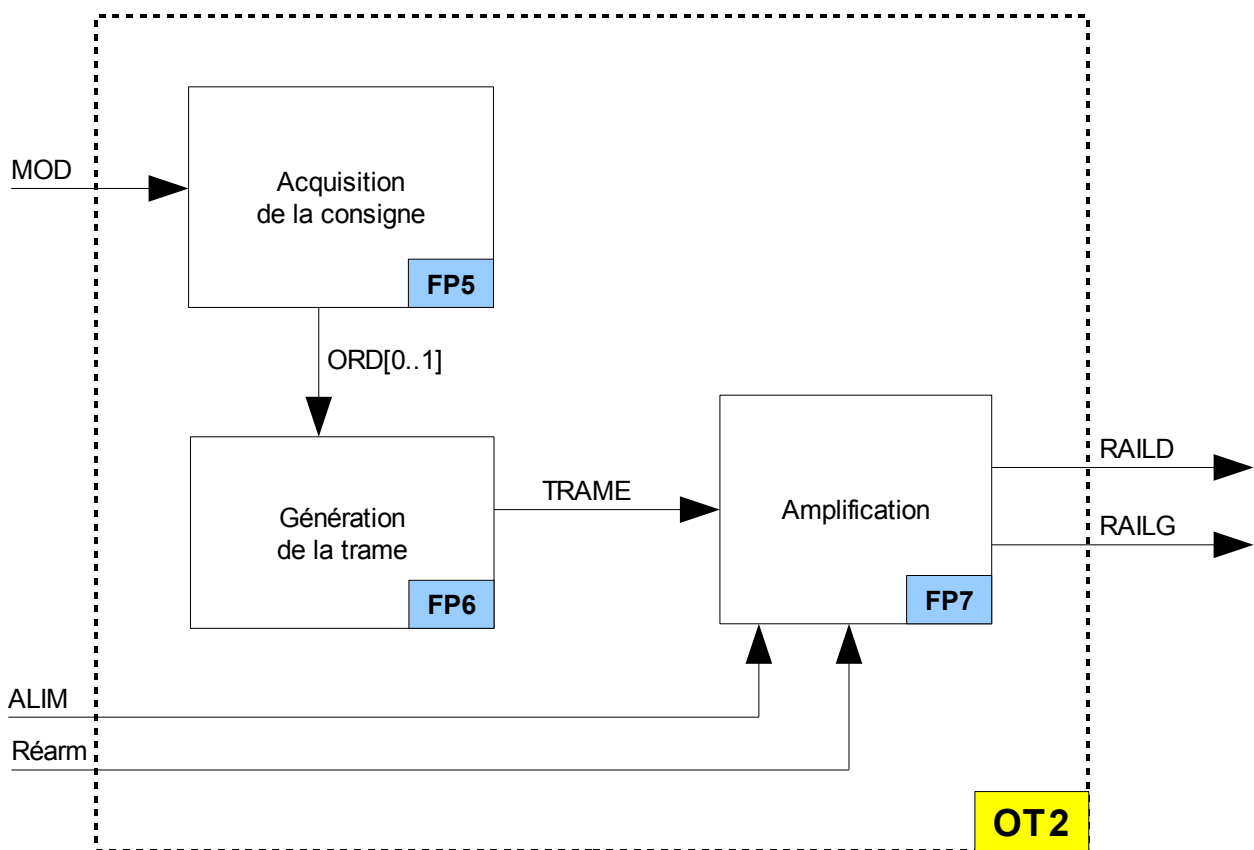 MOD
Acquisition
de la consigne
FP5
ORD[0..1]
Génération
de la trame
FP6
TRAME
Amplification
FP7
RAILD
RAILG
ALIM
Réarm
OT2